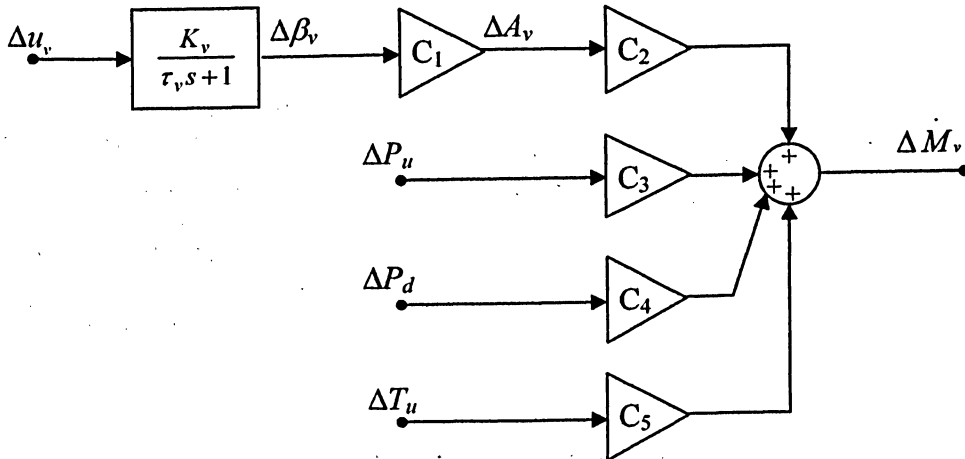 Δu_v
K_v
τ_v s + 1
Δβ_v
C₁
ΔA_v
C₂
ΔP_u
C₃
+
+
+
+
ΔṀ_v
ΔP_d
C₄
ΔT_u
C₅